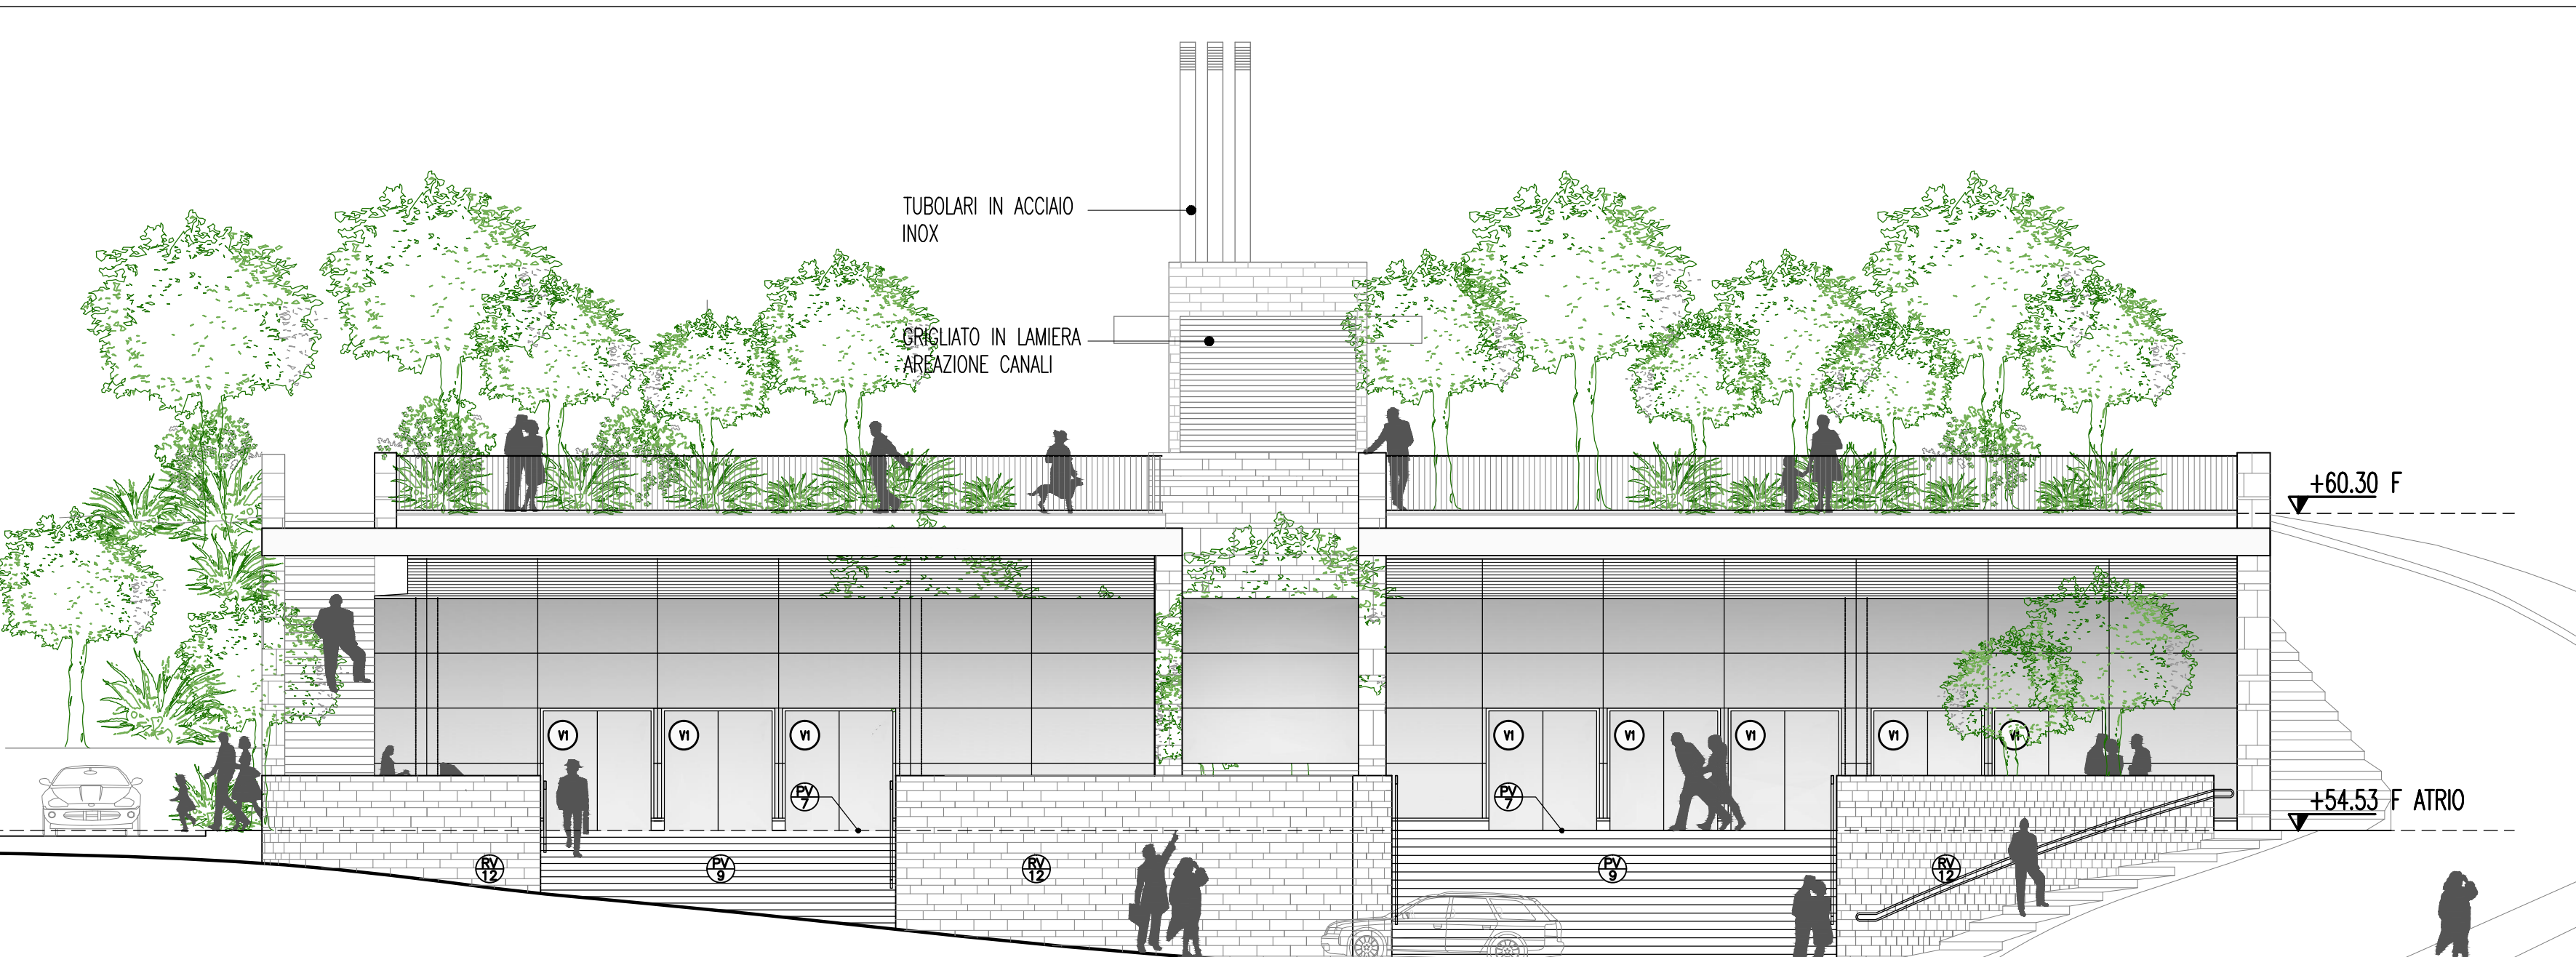 TUBOLARI IN ACCIAIO
INOX
GRIGLIATO IN LAMIERA
AREAZIONE CANALI
+60.30 F
V1
V1
V1
V1
V1
V1
V1
V1
PV
7
PV
7
+54.53 F ATRIO
RV
12
PV
9
RV
12
PV
9
RV
12